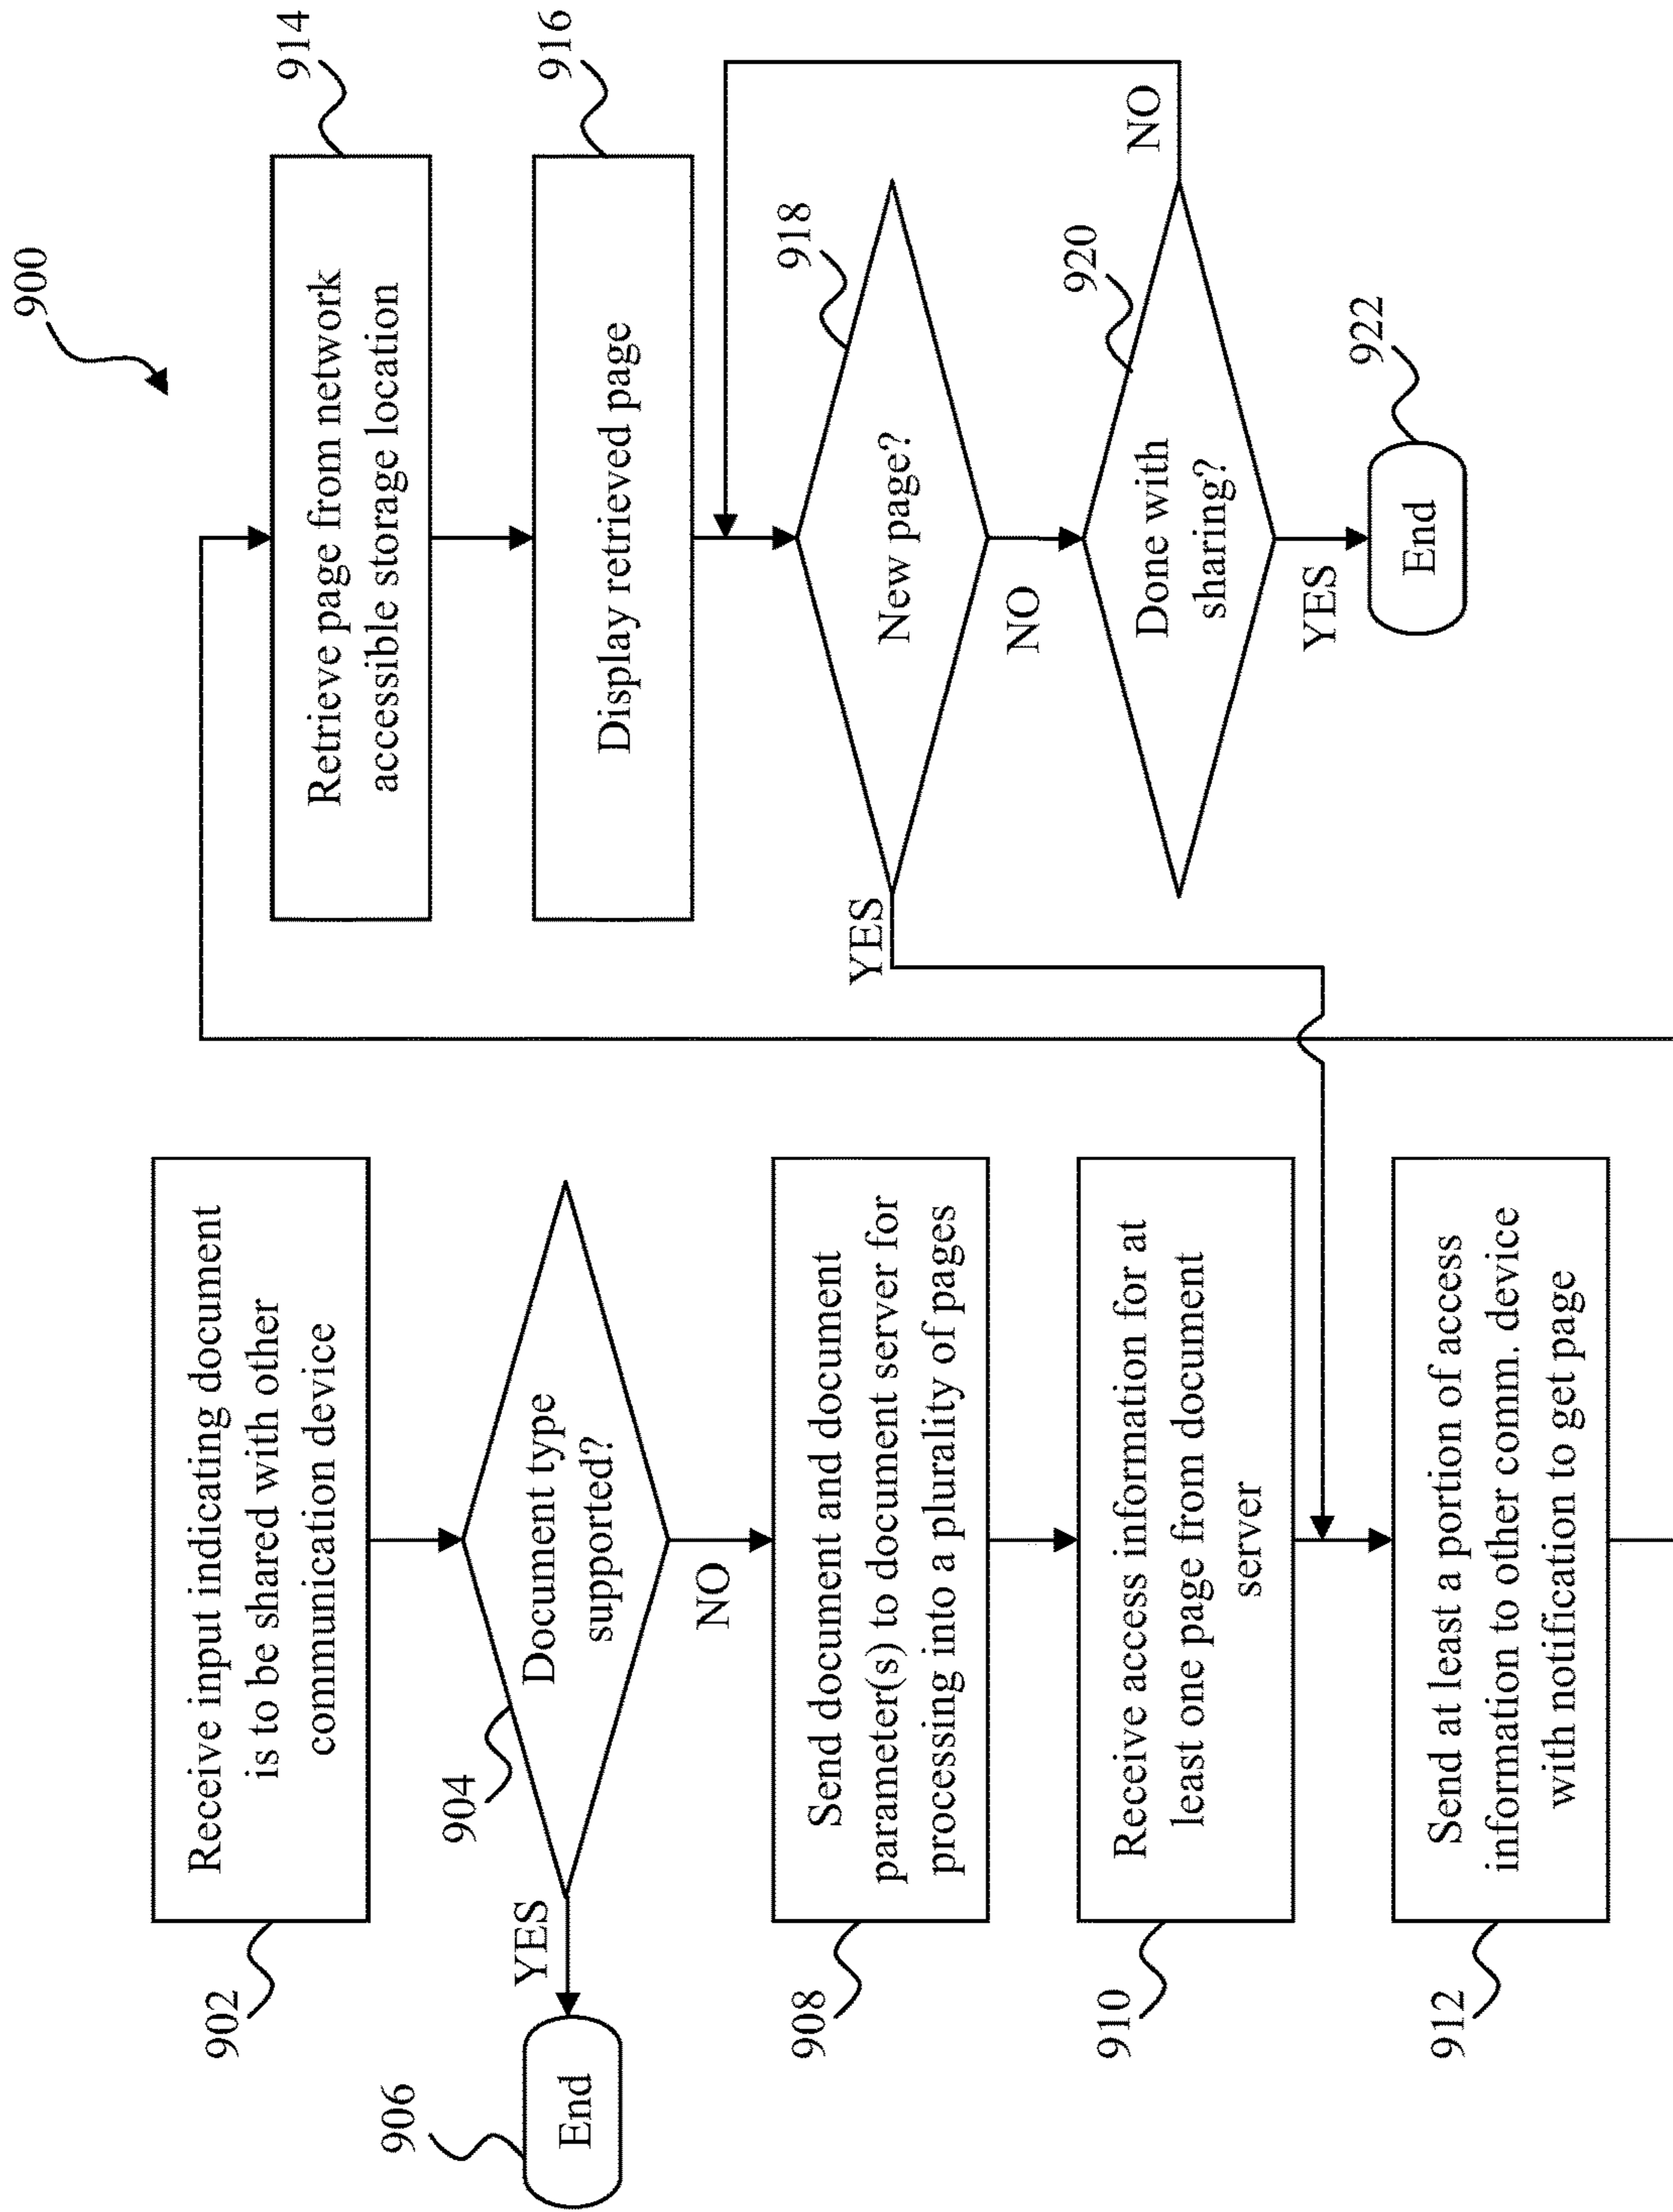 900
902
Receive input indicating document
is to be shared with other
communication device
904
Document type
supported?
YES
906
End
NO
908
Send document and document
parameter(s) to document server for
processing into a plurality of pages
910
Receive access information for at
least one page from document
server
912
Send at least a portion of access
information to other comm. device
with notification to get page
914
Retrieve page from network
accessible storage location
916
Display retrieved page
918
New page?
YES
NO
920
Done with
sharing?
NO
YES
922
End